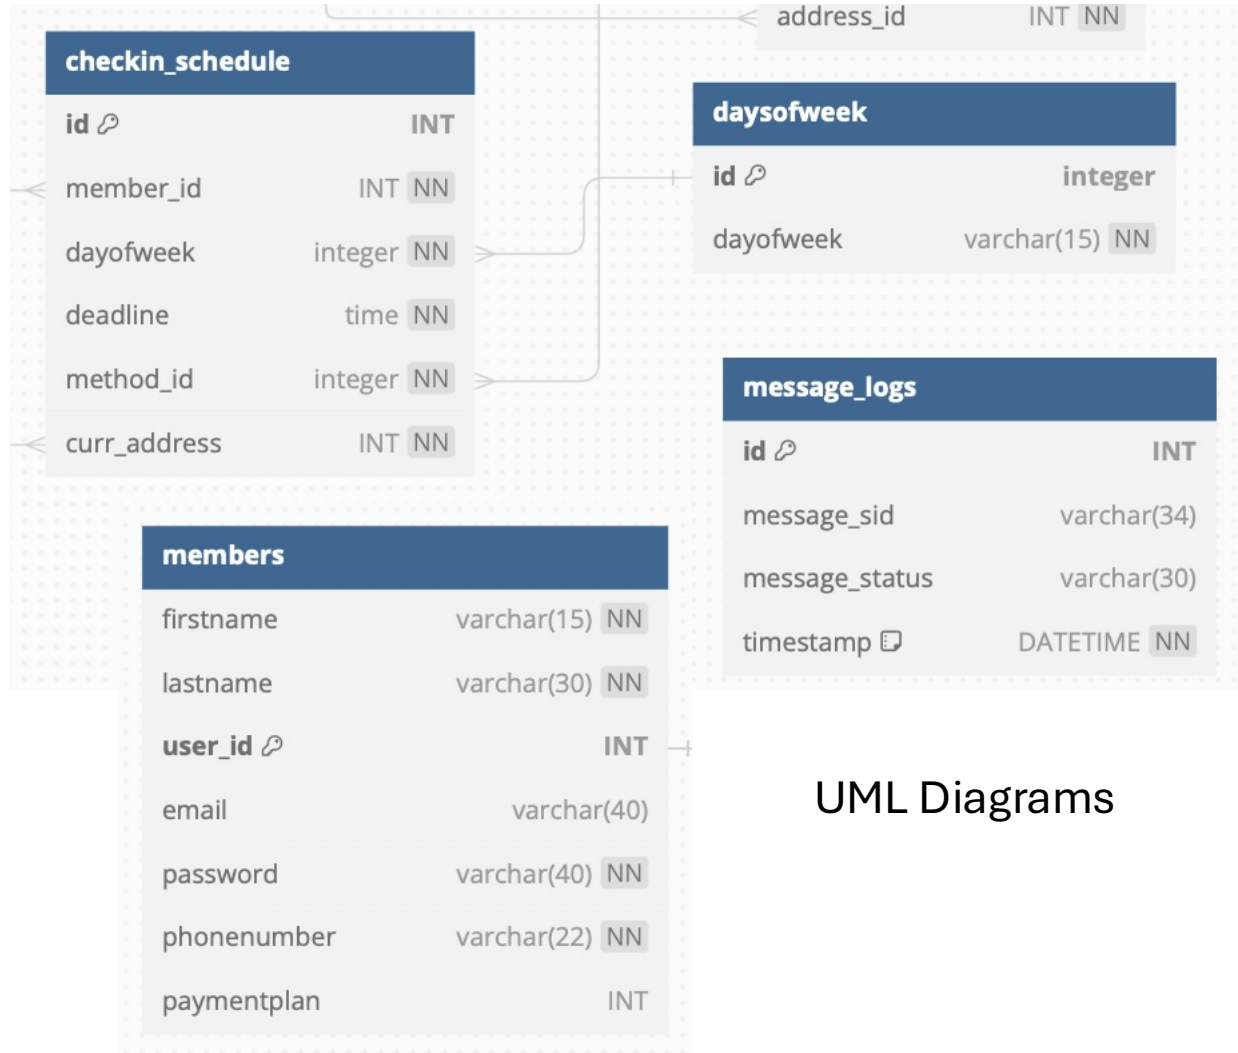 address_id INT NN
checkin_schedule
id INT
member_id INT NN
dayofweek integer NN
deadline time NN
method_id integer NN
curr_address INT NN
daysofweek
id integer
dayofweek varchar(15) NN
message_logs
id INT
message_sid varchar(34)
message_status varchar(30)
timestamp DATETIME NN
members
firstname varchar(15) NN
lastname varchar(30) NN
user_id INT
email varchar(40)
password varchar(40) NN
phonenumber varchar(22) NN
paymentplan INT
UML Diagrams